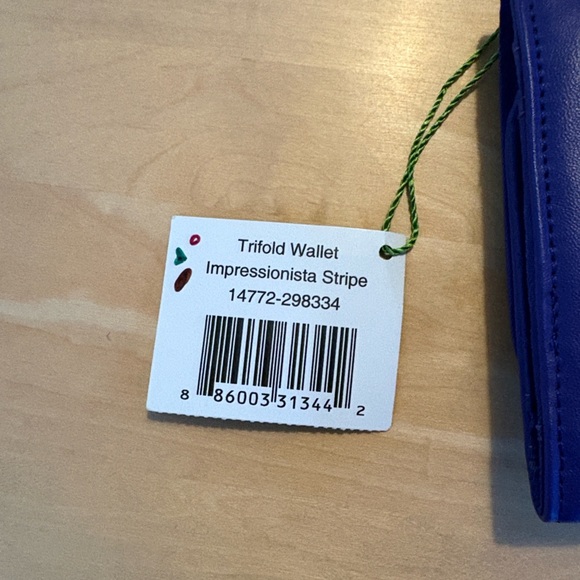 Trifold Wallet
Impressionista Stripe
14772-298334
8 86003 31344 2